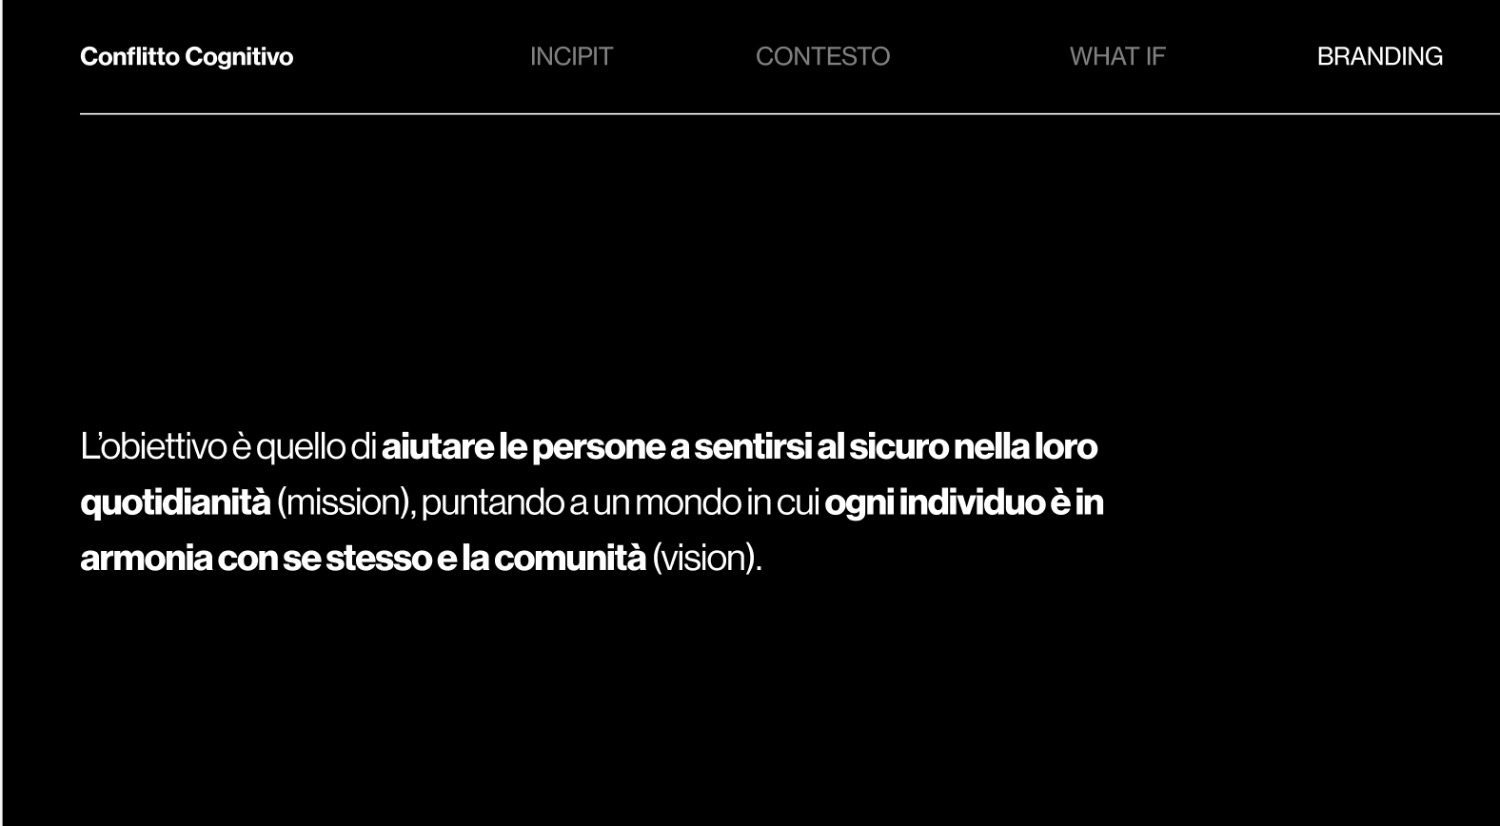 Conflitto Cognitivo
INCIPIT
CONTESTO
WHAT IF
BRANDING
L’obiettivo è quello di aiutare le persone a sentirsi al sicuro nella loro
quotidianità (mission), puntando a un mondo in cui ogni individuo è in
armonia con se stesso e la comunità (vision).